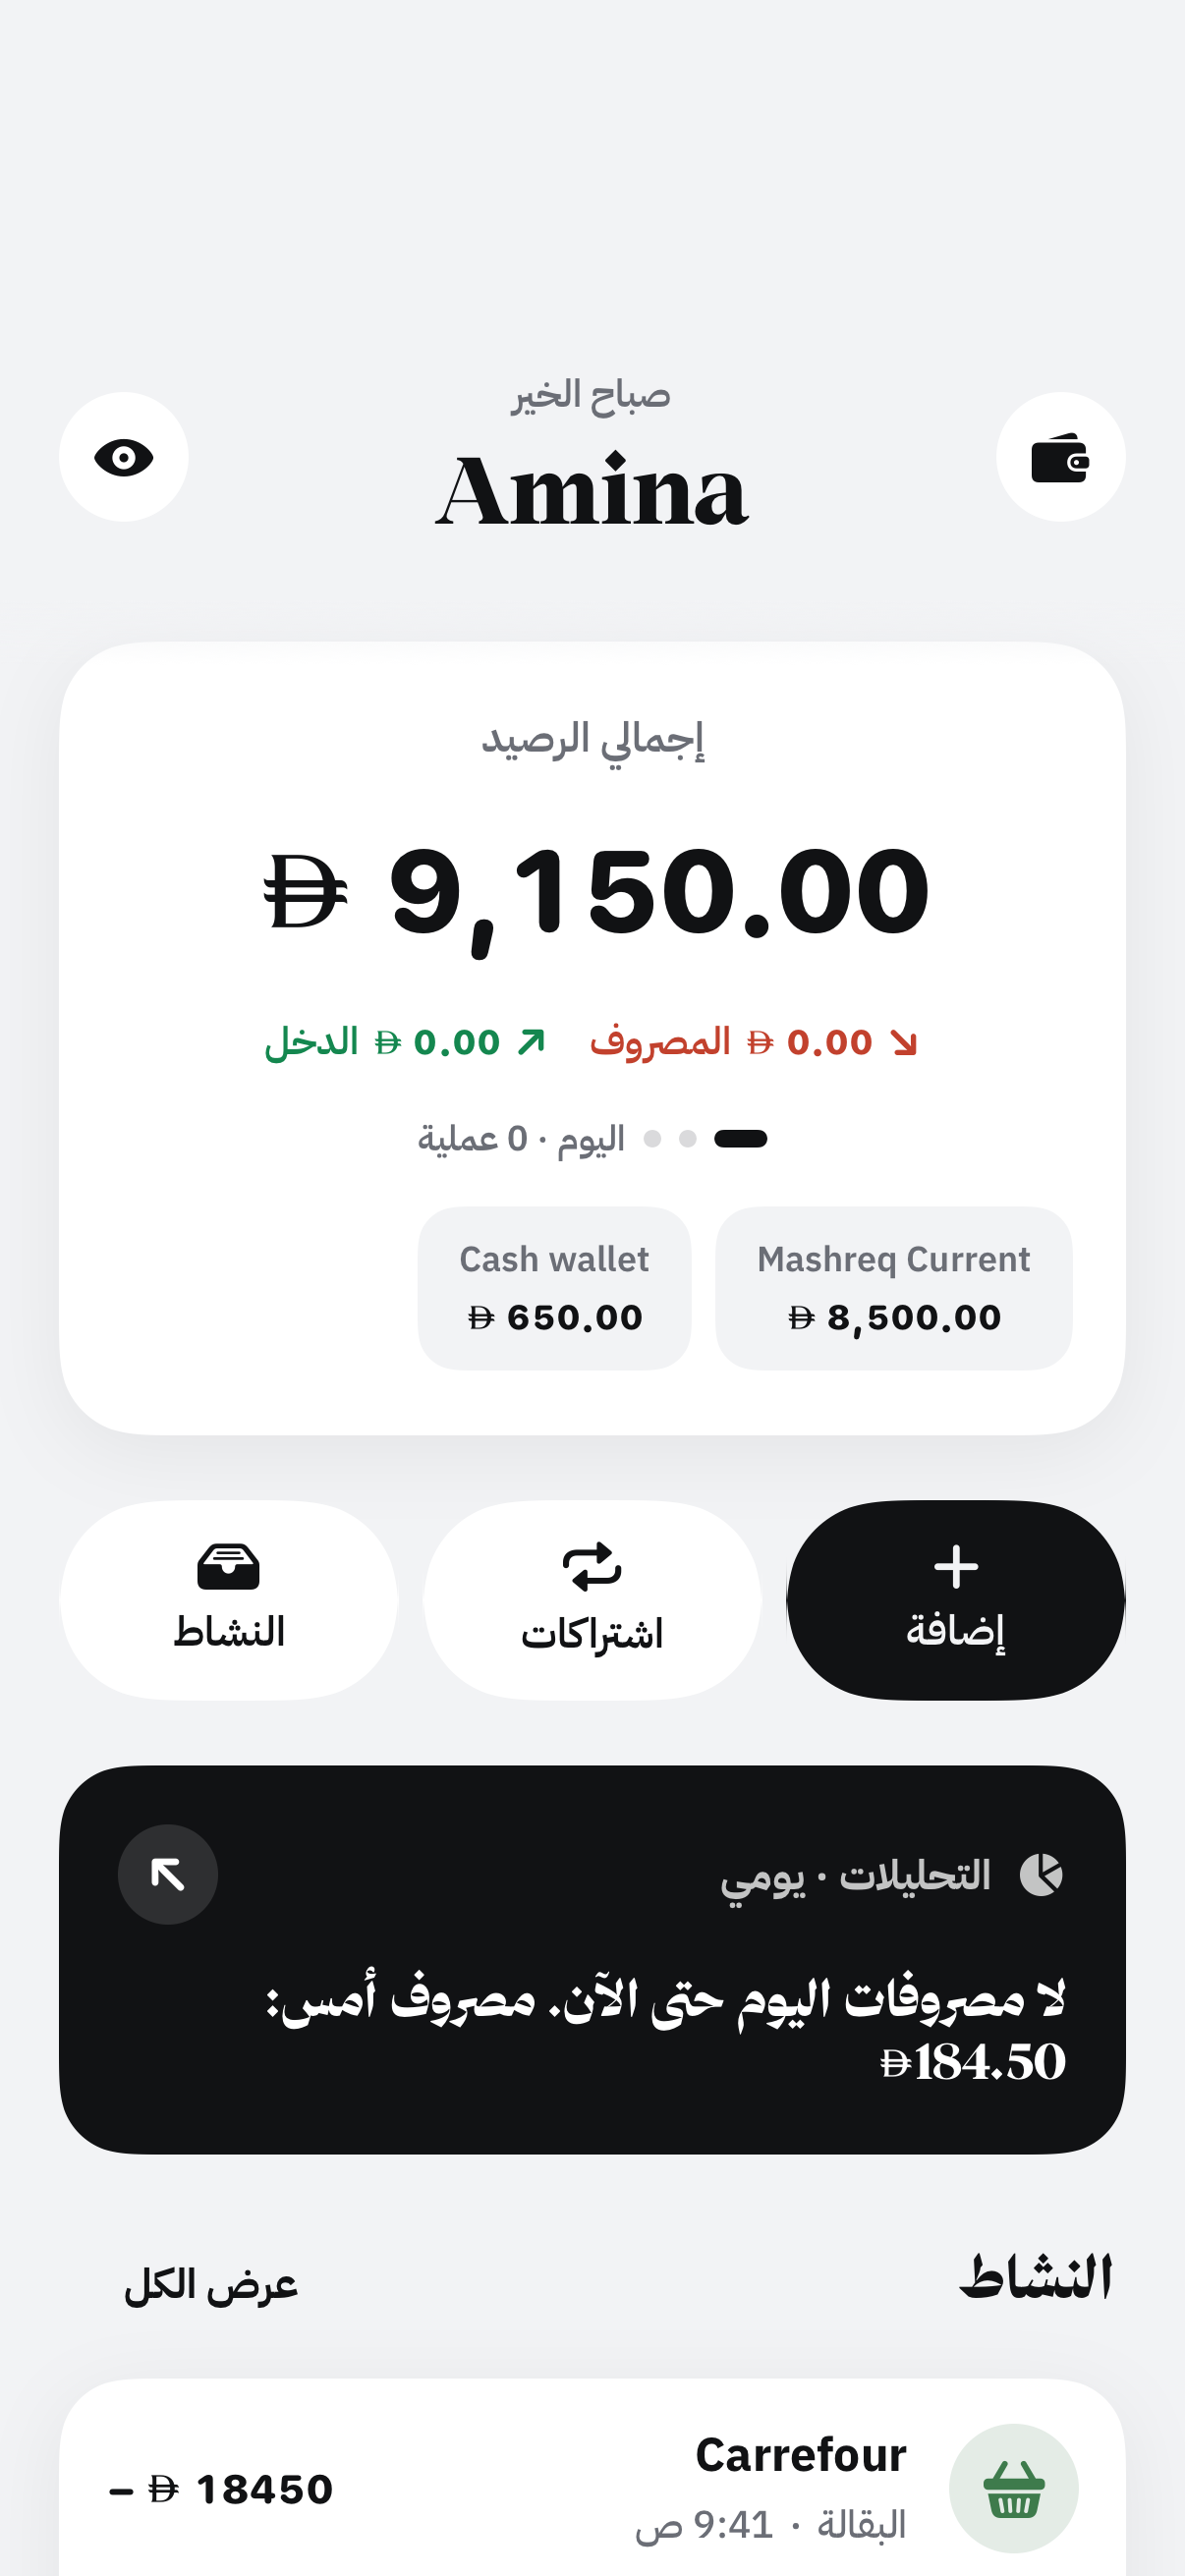 صباح الخير
Amina
إجمالي الرصيد
 9,150.00
 0.00 المصروف
 0.00 الدخل
اليوم · 0 عملية
Mashreq Current
 8,500.00
Cash wallet
 650.00
إضافة
اشتراكات
النشاط
التحليلات · يومي
لا مصروفات اليوم حتى الآن. مصروف أمس:
184.50
النشاط
عرض الكل
Carrefour
البقالة · 9:41 ص
– 18450